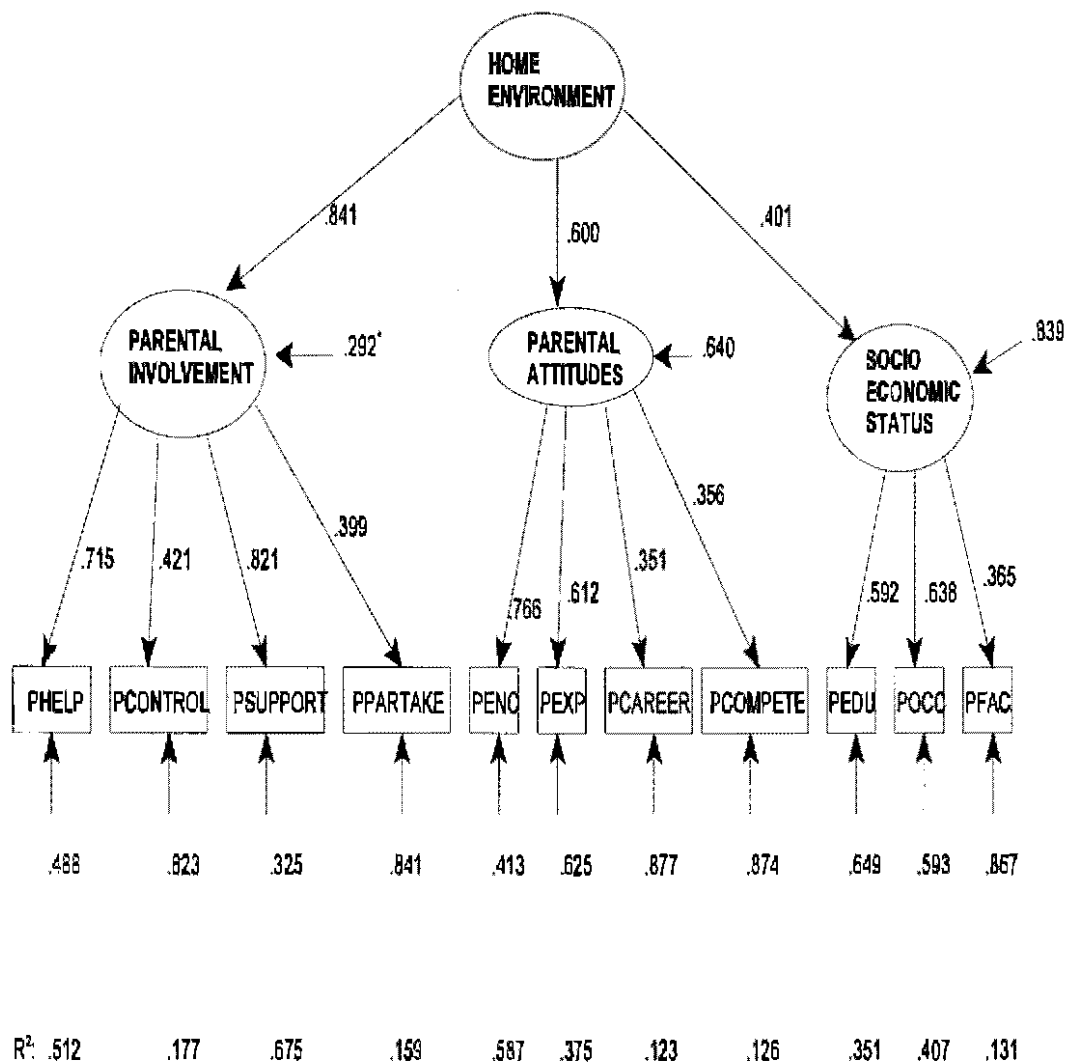 HOME
ENVIRONMENT
.841
.600
.401
PARENTAL
INVOLVEMENT
.292*
PARENTAL
ATTITUDES
.640
SOCIO
ECONOMIC
STATUS
.839
.715
.421
.821
.399
.766
.612
.351
.356
.592
.638
.365
PHELP PCONTROL PSUPPORT PPARTAKE PENC PEXP PCAREER PCOMPETE PEDU POCC PFAC
.488 .823 .325 .841 .413 .625 .877 .874 .649 .593 .867
R²: .512 .177 .675 .159 .587 .375 .123 .126 .351 .407 .131